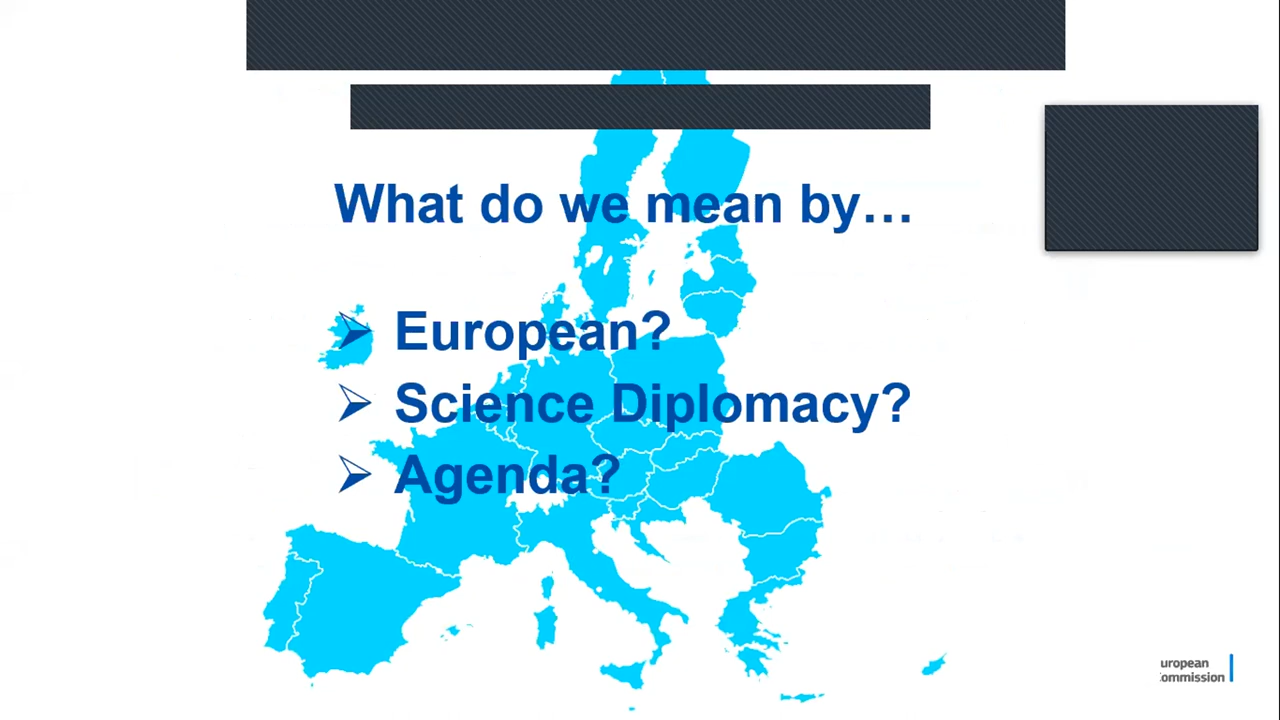 What do we mean by…
European?
Science Diplomacy?
Agenda?
uropean
ommission